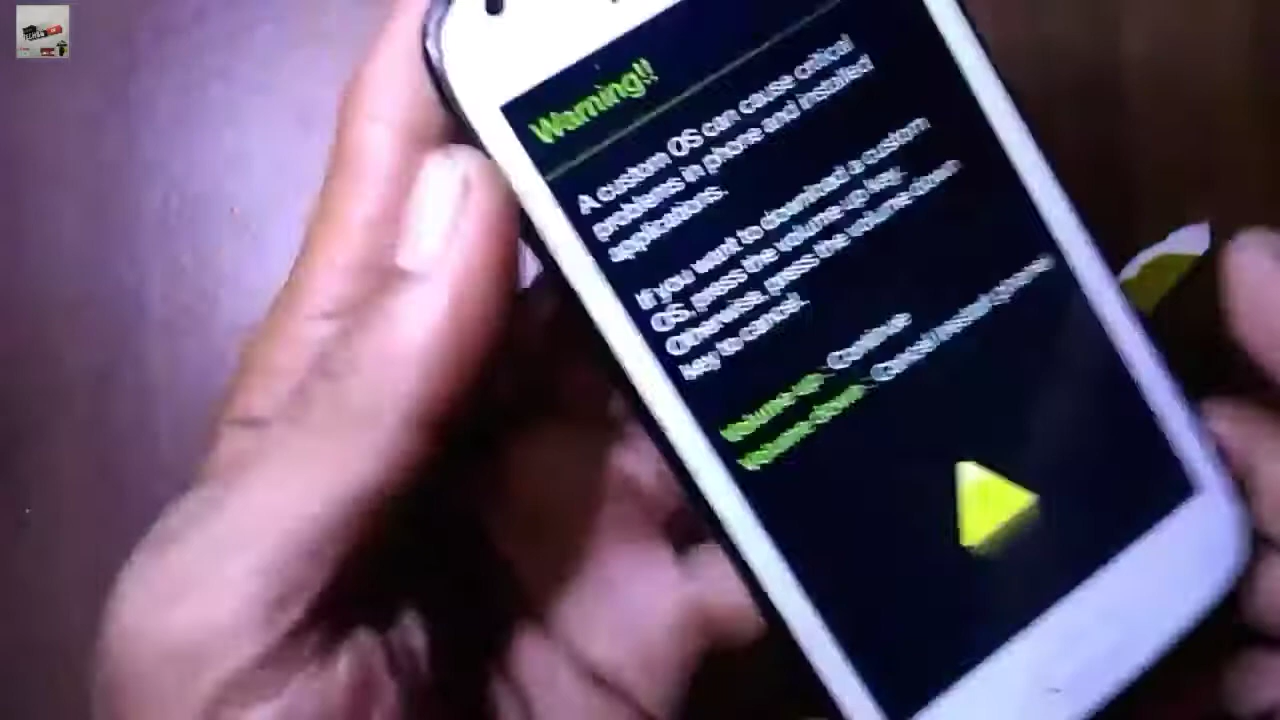 Warning!!
A custom OS can cause critical
problems in phone and installed
applications.
If you want to download a custom
OS, press the volume up key.
Otherwise, press the volume down
key to cancel.
Volume up: Continue
Volume down: Cancel(restart phone)